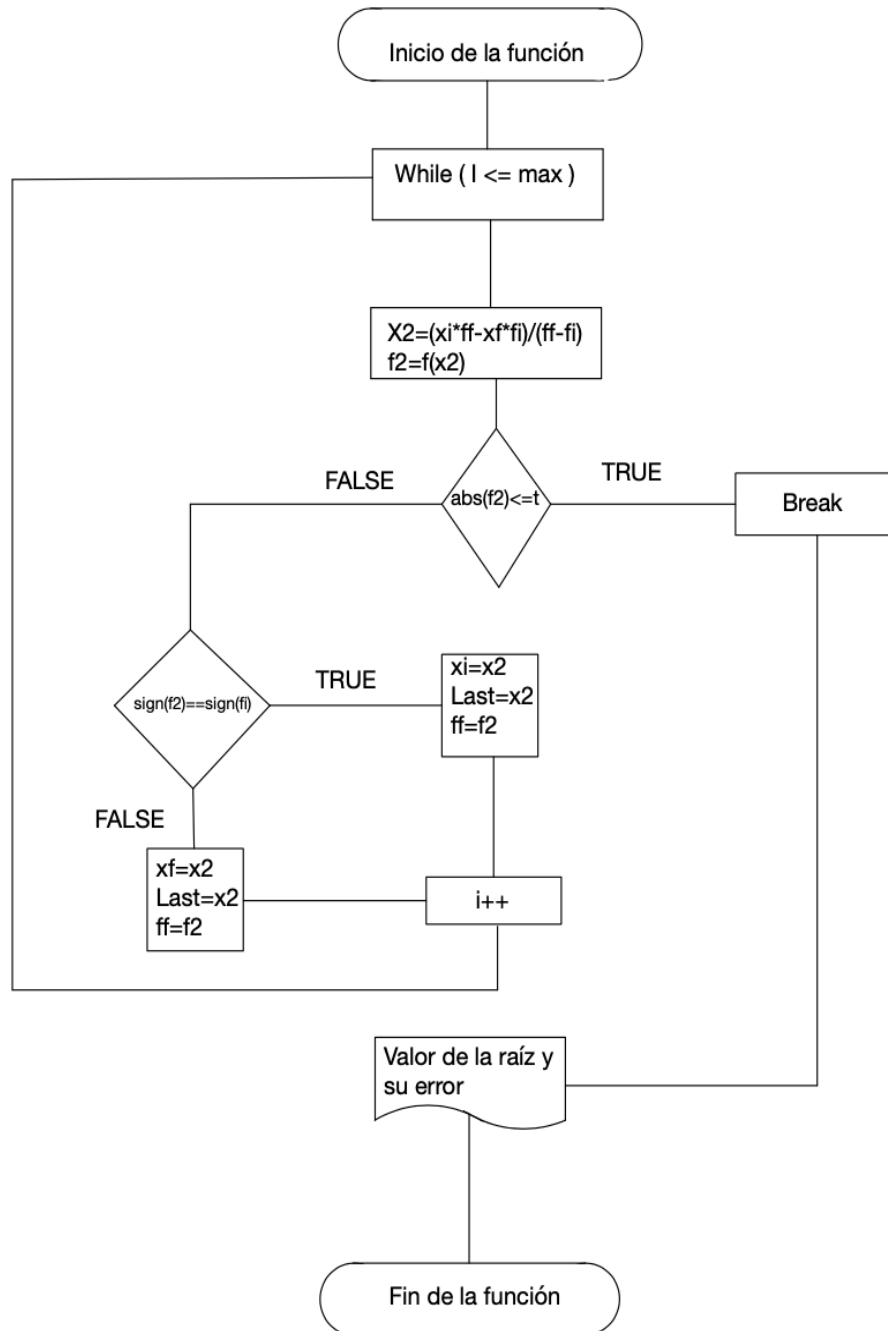 Inicio de la función
While ( I <= max )
X2=(xi*ff-xf*fi)/(ff-fi)
f2=f(x2)
FALSE
TRUE
abs(f2)<=t
Break
sign(f2)==sign(fi)
TRUE
xi=x2
Last=x2
ff=f2
FALSE
xf=x2
Last=x2
ff=f2
i++
Valor de la raíz y
su error
Fin de la función